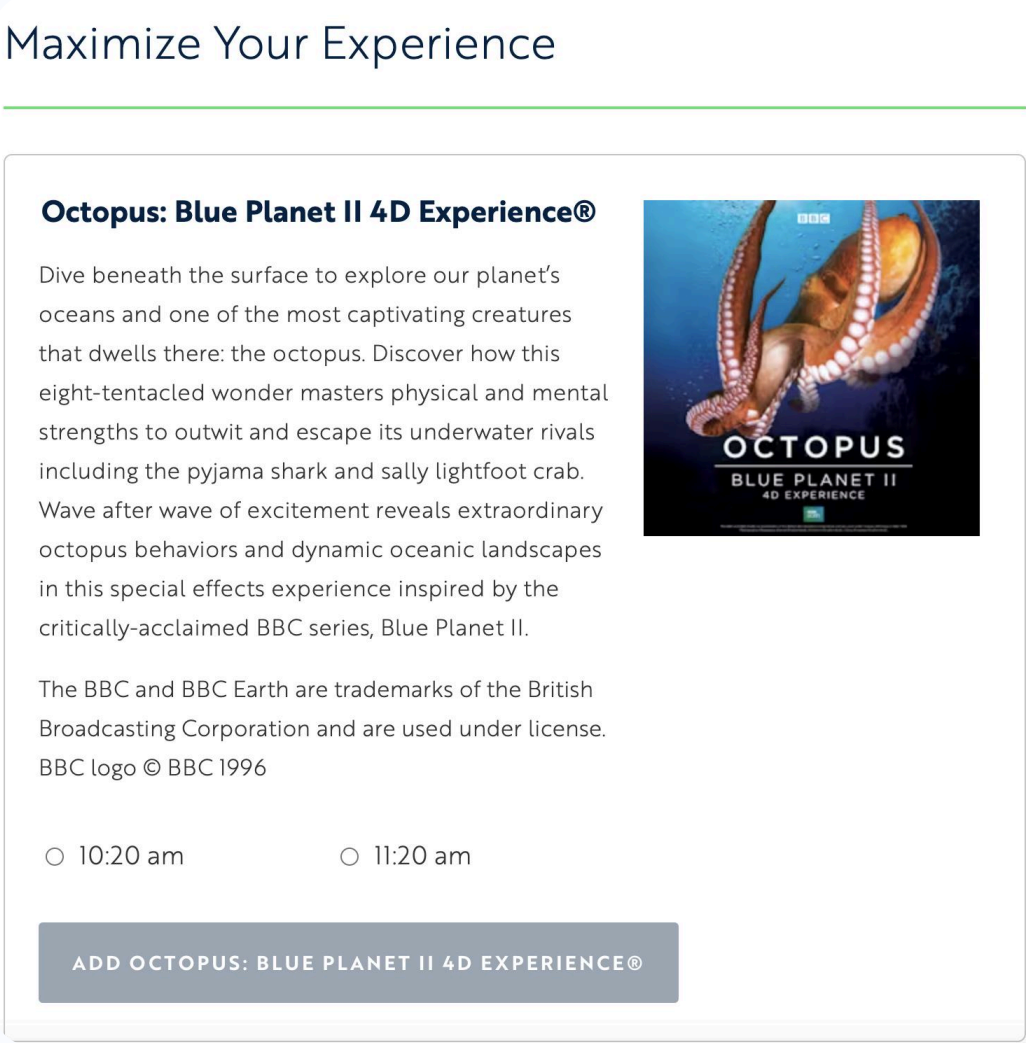 Maximize Your Experience
Octopus: Blue Planet II 4D Experience®
Dive beneath the surface to explore our planet’s
oceans and one of the most captivating creatures
that dwells there: the octopus. Discover how this
eight-tentacled wonder masters physical and mental
strengths to outwit and escape its underwater rivals
including the pyjama shark and sally lightfoot crab.
Wave after wave of excitement reveals extraordinary
octopus behaviors and dynamic oceanic landscapes
in this special effects experience inspired by the
critically-acclaimed BBC series, Blue Planet II.
The BBC and BBC Earth are trademarks of the British
Broadcasting Corporation and are used under license.
BBC logo © BBC 1996
10:20 am 11:20 am
ADD OCTOPUS: BLUE PLANET II 4D EXPERIENCE®
BBC
OCTOPUS
BLUE PLANET II
4D EXPERIENCE